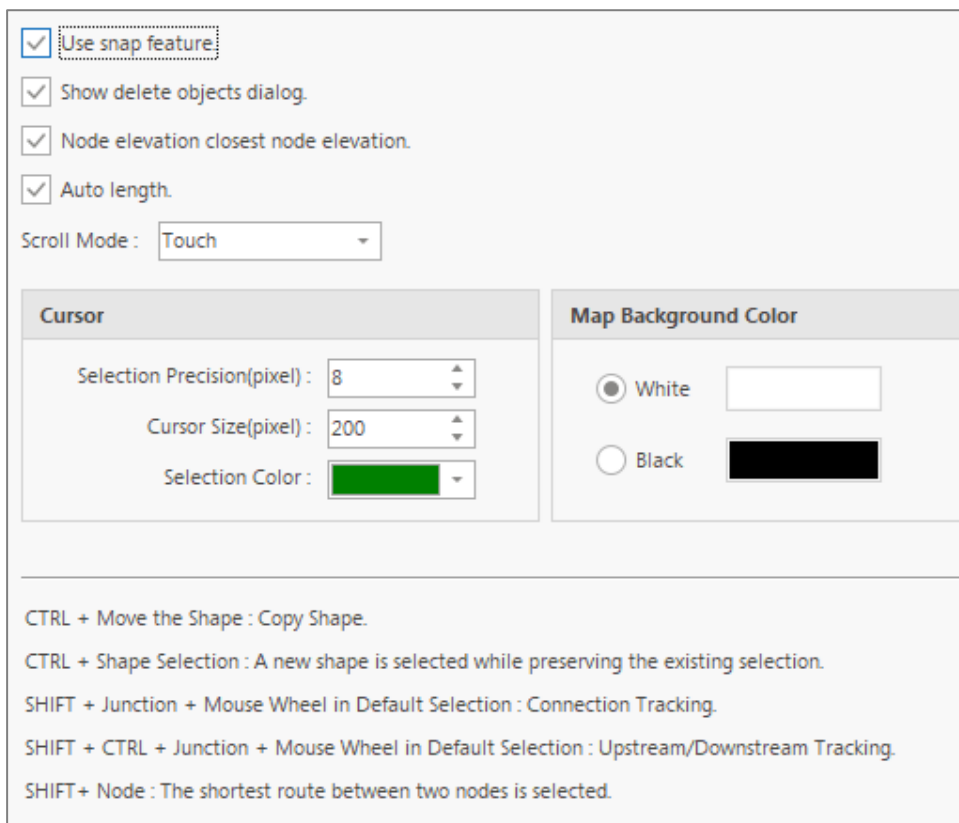 Use snap feature.
Show delete objects dialog.
Node elevation closest node elevation.
Auto length.
Scroll Mode : Touch
Cursor
Selection Precision(pixel) : 8
Cursor Size(pixel) : 200
Selection Color :
Map Background Color
White
Black
CTRL + Move the Shape : Copy Shape.
CTRL + Shape Selection : A new shape is selected while preserving the existing selection.
SHIFT + Junction + Mouse Wheel in Default Selection : Connection Tracking.
SHIFT + CTRL + Junction + Mouse Wheel in Default Selection : Upstream/Downstream Tracking.
SHIFT+ Node : The shortest route between two nodes is selected.